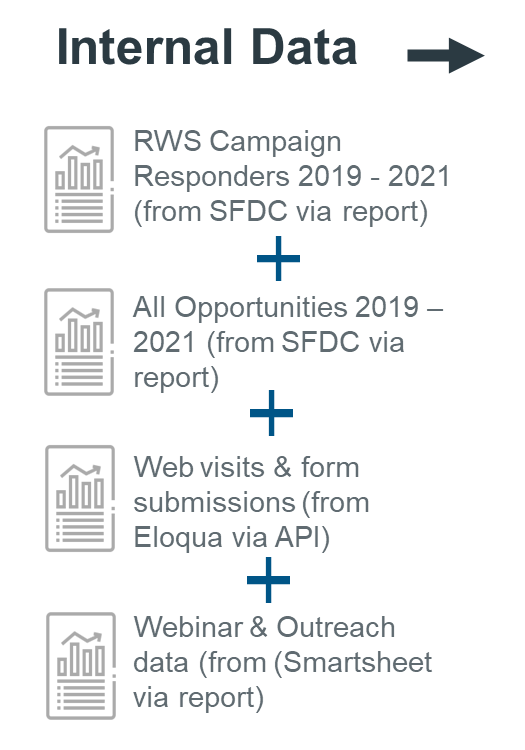 Internal Data
RWS Campaign
Responders 2019 - 2021
(from SFDC via report)
All Opportunities 2019 –
2021 (from SFDC via
report)
Web visits & form
submissions (from
Eloqua via API)
Webinar & Outreach
data (from (Smartsheet
via report)